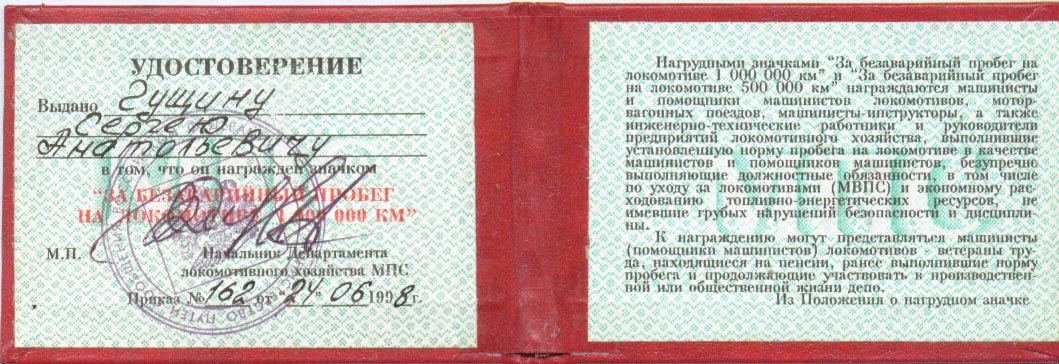 УДОСТОВЕРЕНИЕ
Выдано Гущину
Сергею
Анатольевичу
в том, что он награжден значком
“ЗА БЕЗАВАРИЙНЫЙ ПРОБЕГ
НА ЛОКОМОТИВЕ 1 000 000 КМ”
М.П. Начальник Департамента
локомотивного хозяйства МПС
Приказ № 162 от “24” 06 1998 г.
Нагрудными значками “За безаварийный пробег на
локомотиве 1 000 000 км” и “За безаварийный пробег
на локомотиве 500 000 км” награждаются машинисты
и помощники машинистов локомотивов, мотор-
вагонных поездов, машинисты-инструкторы, а также
инженерно-технические работники и руководители
предприятий локомотивного хозяйства, выполнившие
установленную норму пробега на локомотиве в качестве
машинистов и помощников машинистов, безупречно
выполняющие должностные обязанности, в том числе
по уходу за локомотивами (МВПС) и экономному рас-
ходованию топливно-энергетических ресурсов, не
имевшие грубых нарушений безопасности и дисципли-
ны.
К награждению могут представляться машинисты
(помощники машинистов) локомотивов - ветераны тру-
да, находящиеся на пенсии, ранее выполнившие норму
пробега и продолжающие участвовать в производствен-
ной или общественной жизни депо.
Из Положения о нагрудном значке